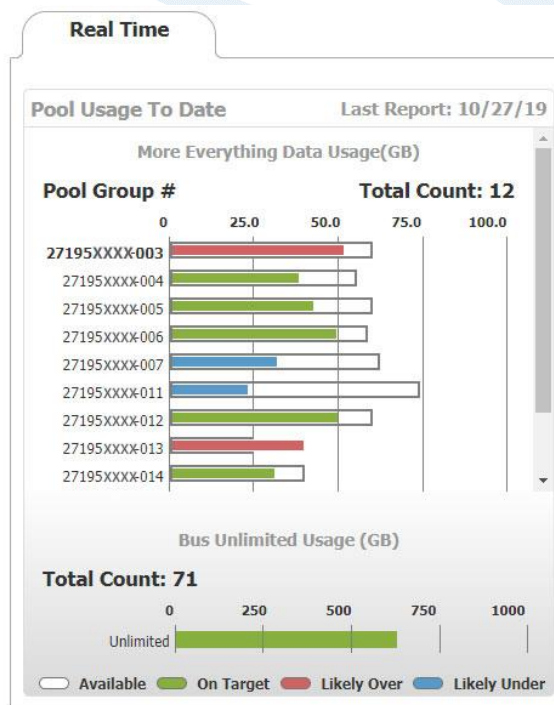 Real Time
Pool Usage To Date Last Report: 10/27/19
More Everything Data Usage(GB)
Pool Group # Total Count: 12
0 25.0 50.0 75.0 100.0
27195XXXX-003
27195XXXX-004
27195XXXX-005
27195XXXX-006
27195XXXX-007
27195XXXX-011
27195XXXX-012
27195XXXX-013
27195XXXX-014
Bus Unlimited Usage (GB)
Total Count: 71
0 250 500 750 1000
Unlimited
Available On Target Likely Over Likely Under